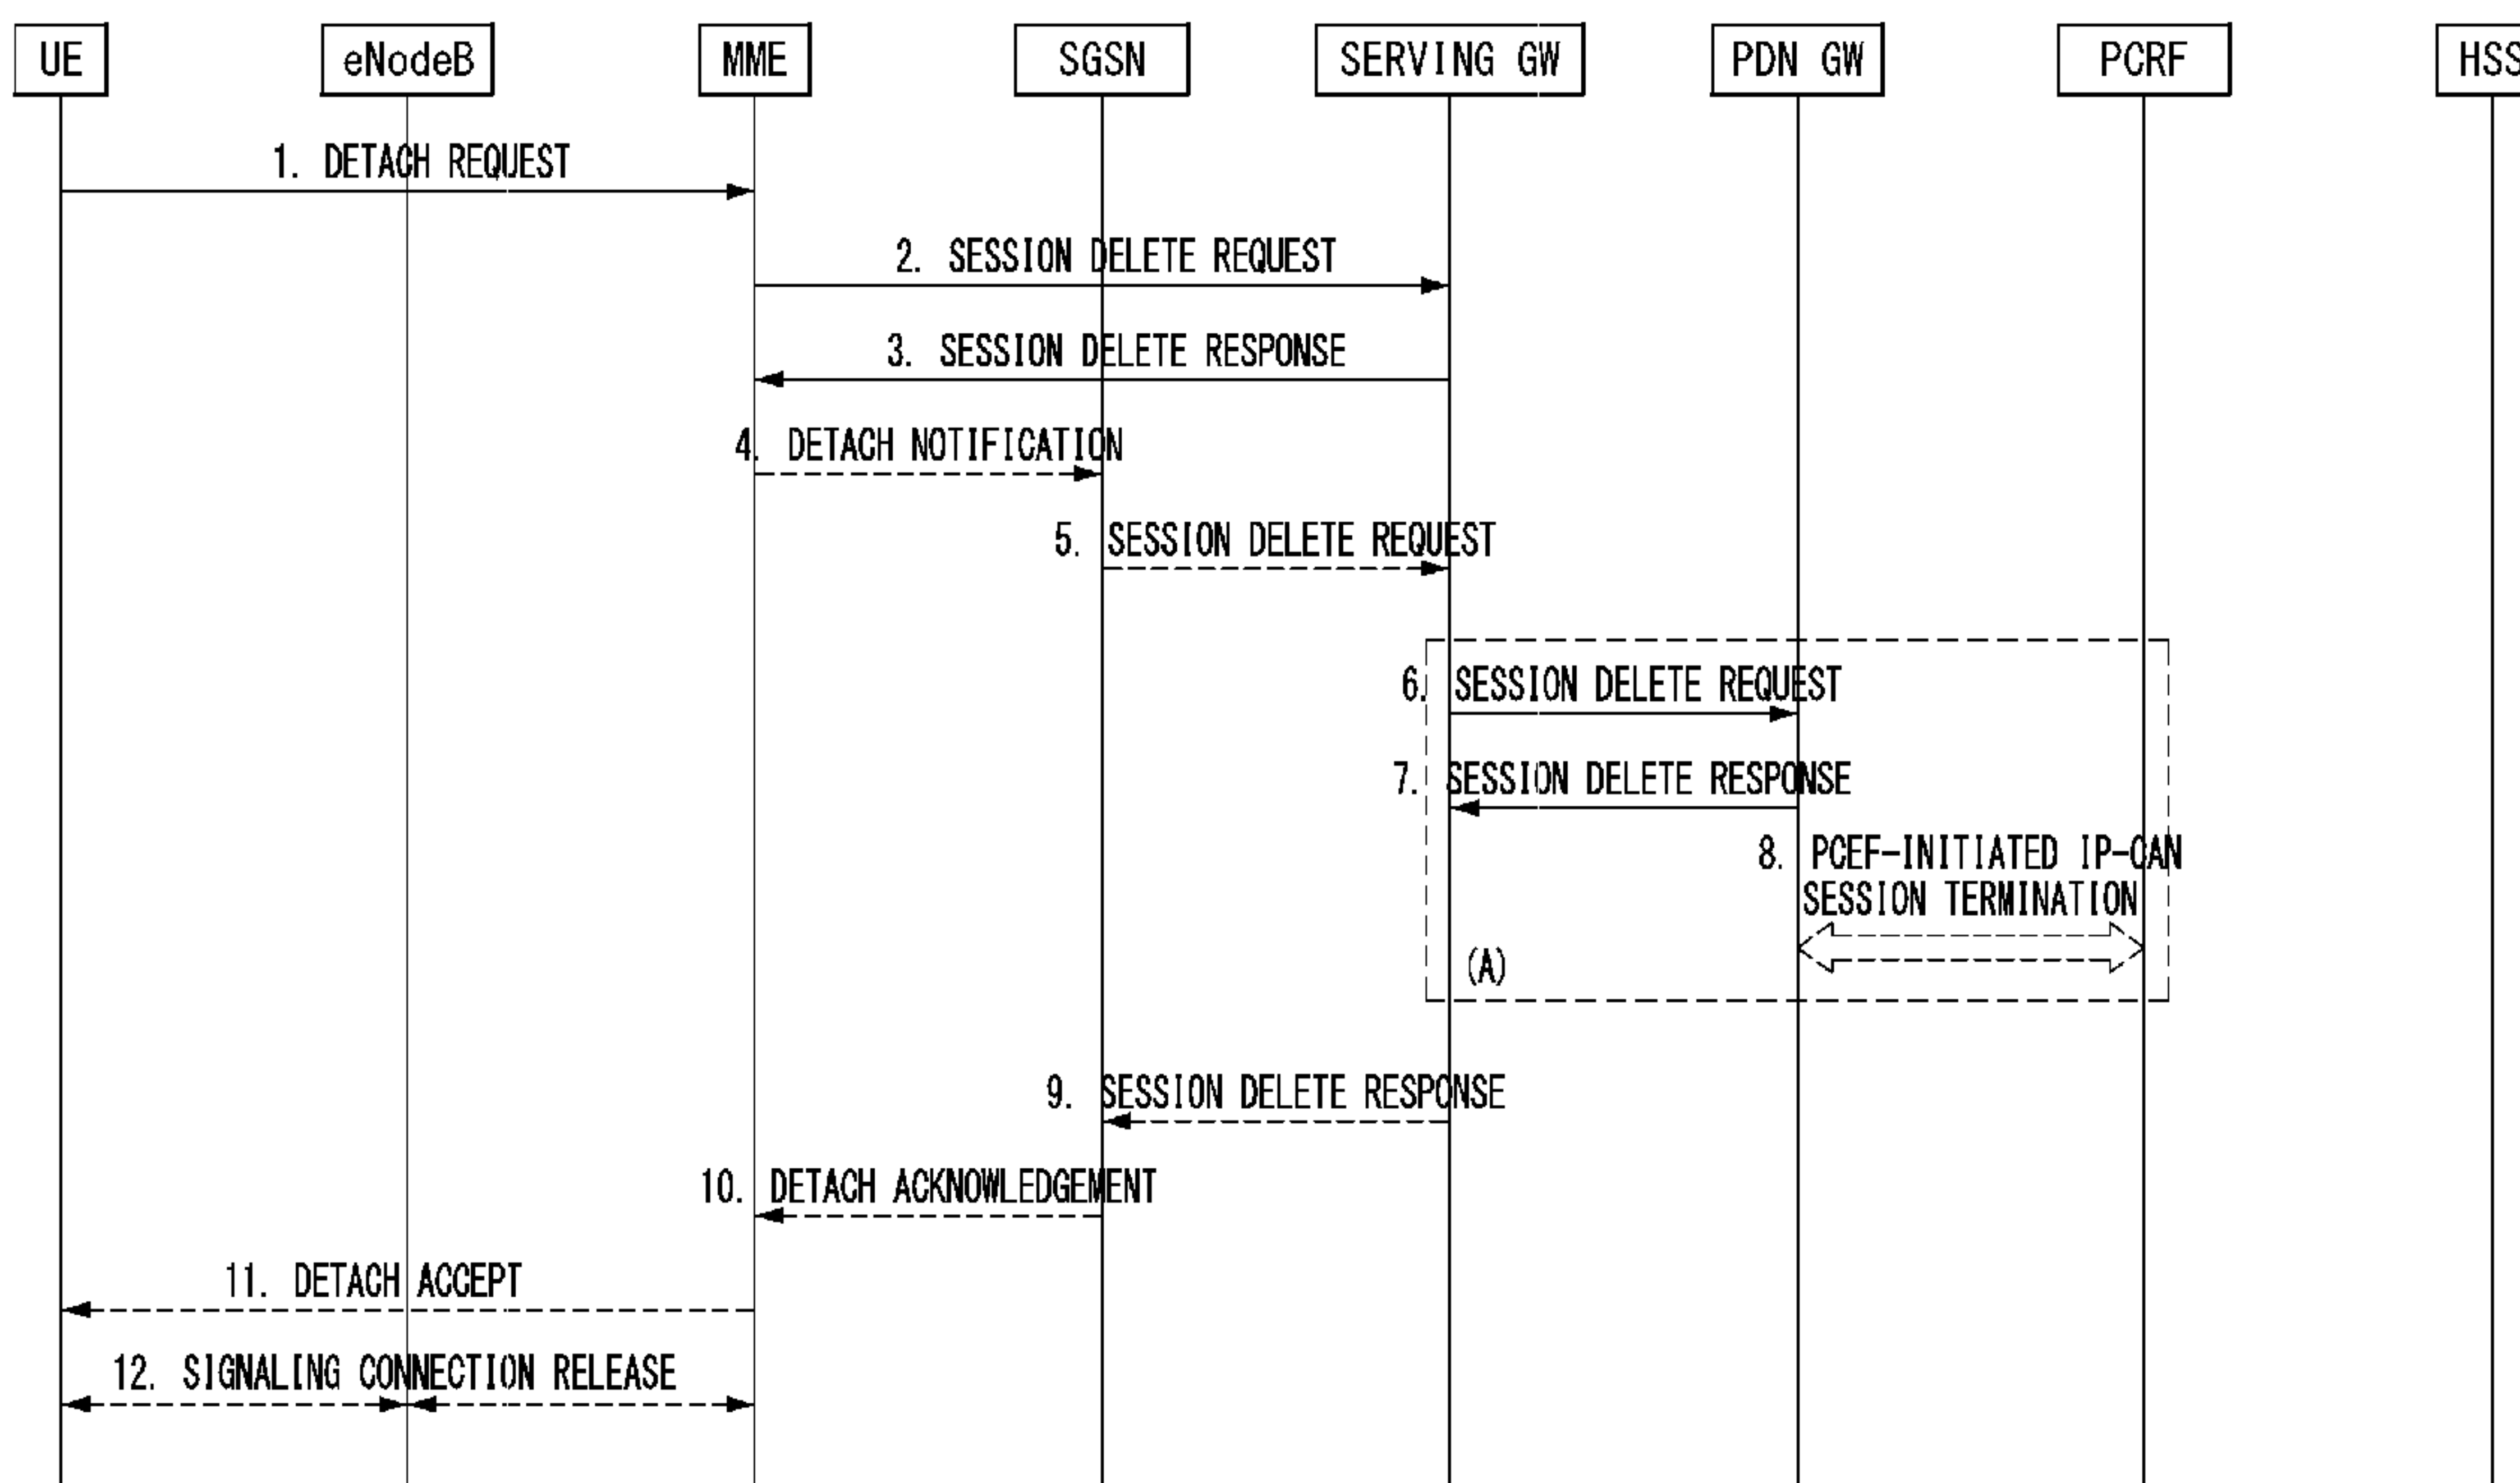 UE
eNodeB
MME
SGSN
SERVING GW
PDN GW
PCRF
HSS
1. DETACH REQUEST
2. SESSION DELETE REQUEST
3. SESSION DELETE RESPONSE
4. DETACH NOTIFICATION
5. SESSION DELETE REQUEST
6. SESSION DELETE REQUEST
7. SESSION DELETE RESPONSE
8. PCEF-INITIATED IP-CAN
SESSION TERMINATION
(A)
9. SESSION DELETE RESPONSE
10. DETACH ACKNOWLEDGEMENT
11. DETACH ACCEPT
12. SIGNALING CONNECTION RELEASE